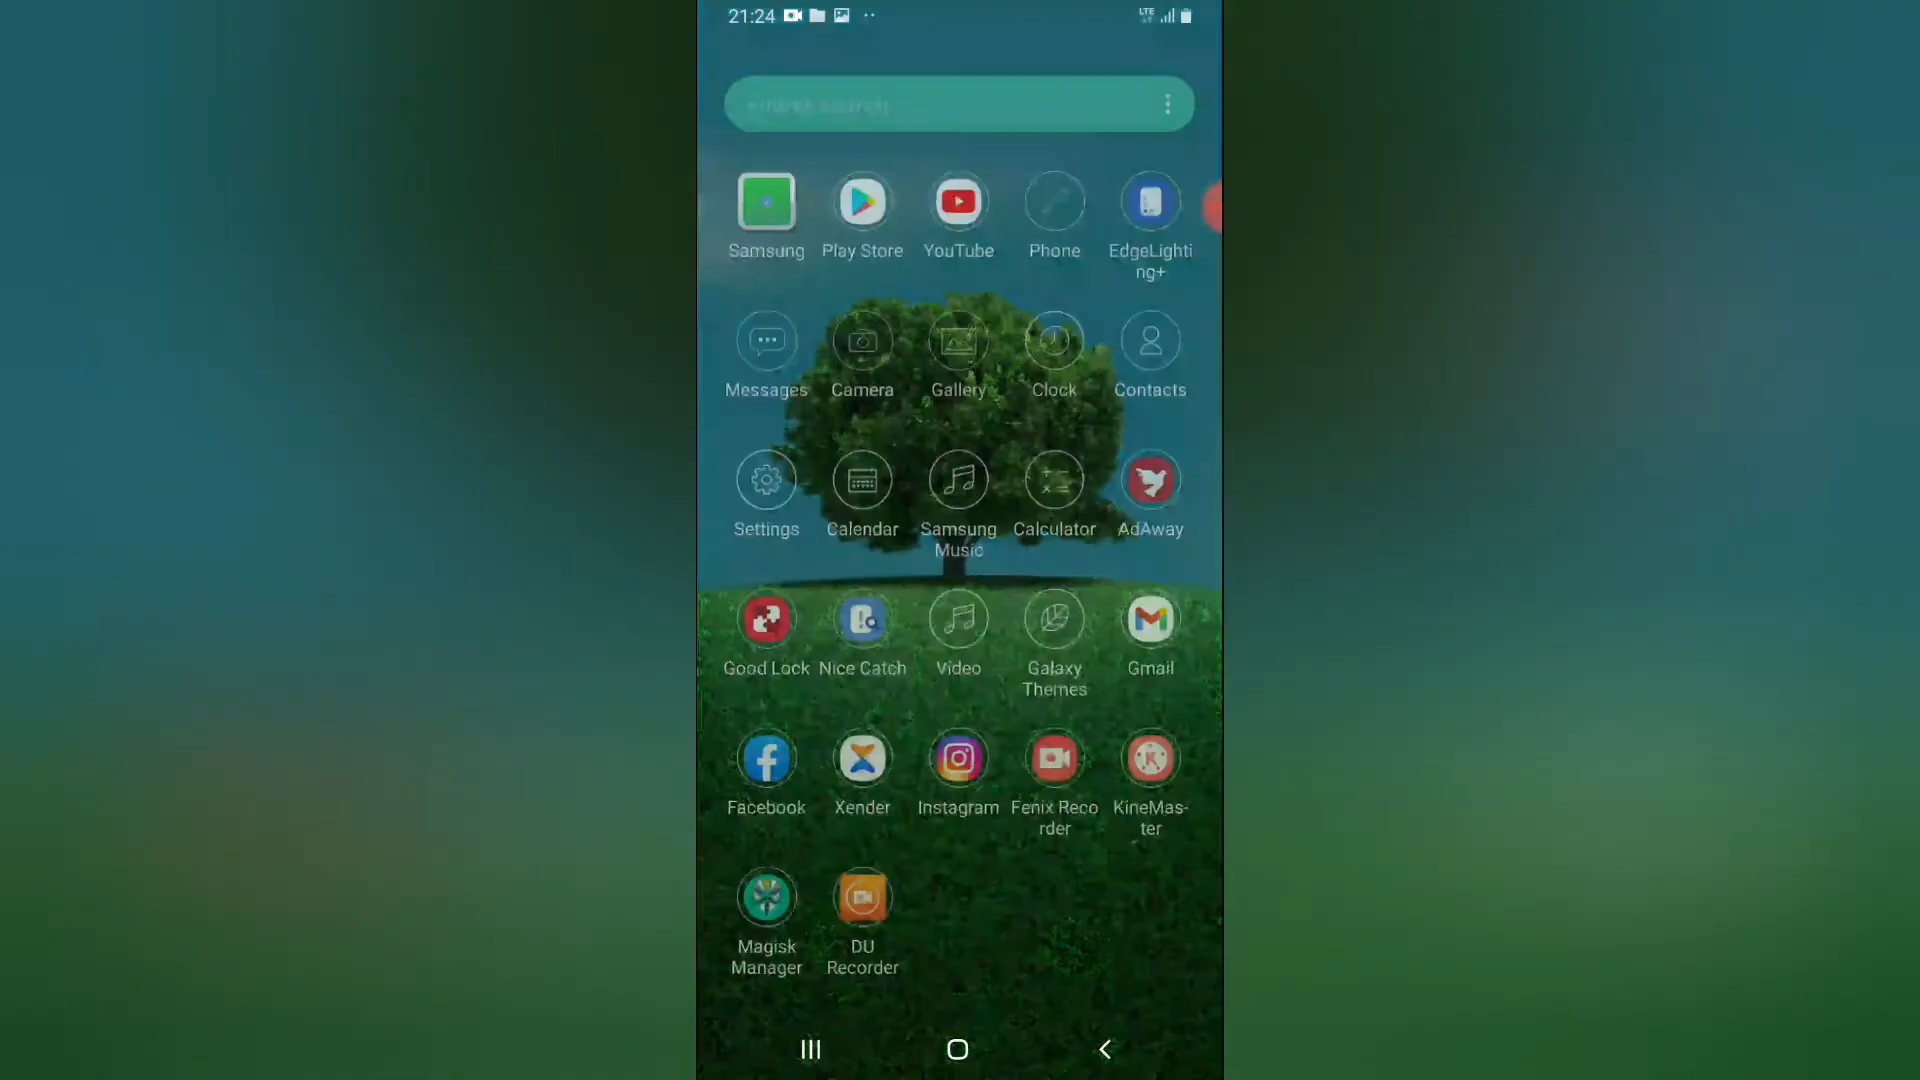 21:24
LTE
Samsung
Play Store
YouTube
Phone
EdgeLighti
ng+
Messages
Camera
Gallery
Clock
Contacts
Settings
Calendar
Samsung
Music
Calculator
AdAway
Good Lock
Nice Catch
Video
Galaxy
Themes
Gmail
Facebook
Xender
Instagram
Fenix Reco
rder
KineMas-
ter
Magisk
Manager
DU
Recorder